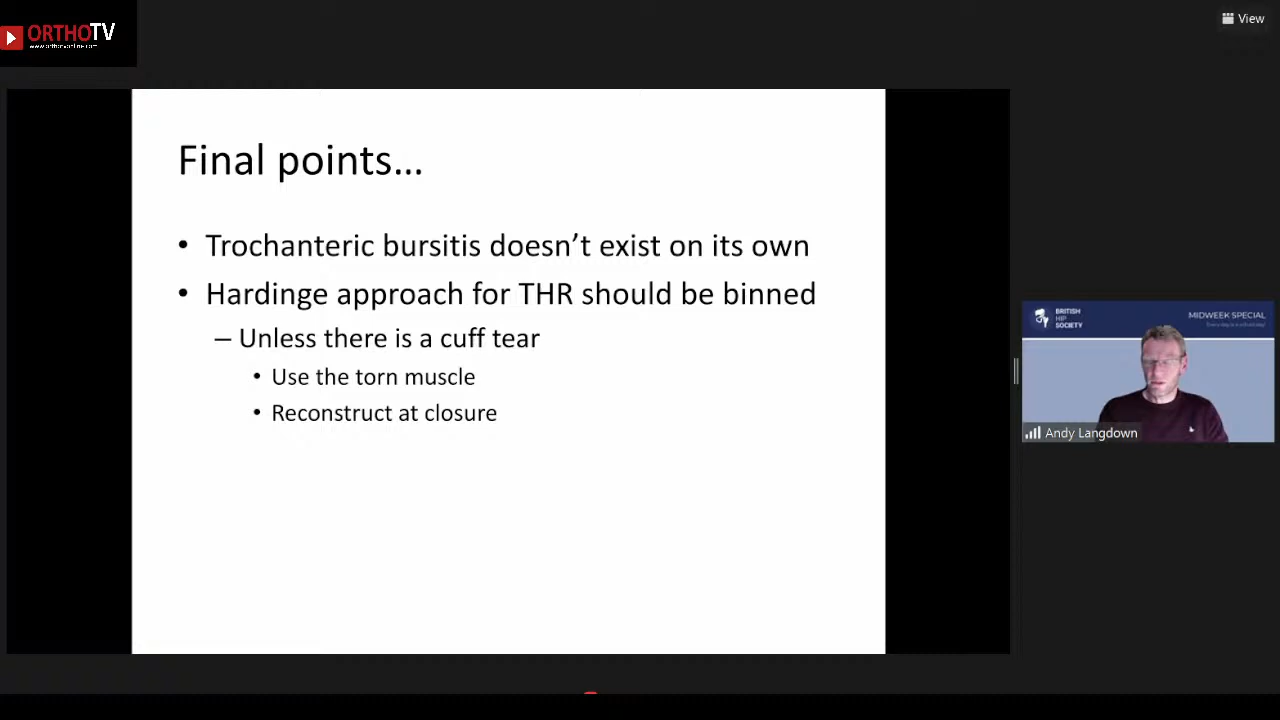 ORTHOTV
View
Final points...
• Trochanteric bursitis doesn’t exist on its own
• Hardinge approach for THR should be binned
– Unless there is a cuff tear
• Use the torn muscle
• Reconstruct at closure
BRITISH
HIP
SOCIETY
MIDWEEK SPECIAL
Andy Langdown